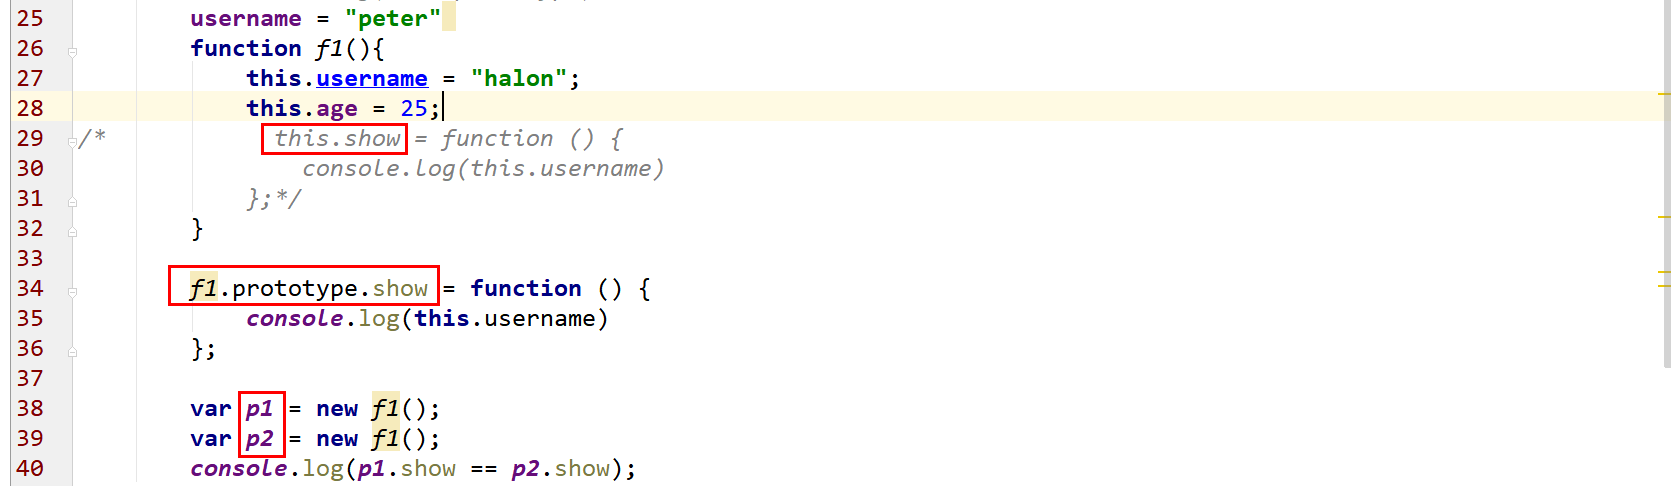 25 username = "peter"
26 function f1(){
27 this.username = "halon";
28 this.age = 25;
29 /* this.show = function () {
30 console.log(this.username)
31 };*/
32 }
33
34 f1.prototype.show = function () {
35 console.log(this.username)
36 };
37
38 var p1 = new f1();
39 var p2 = new f1();
40 console.log(p1.show == p2.show);